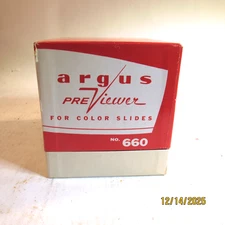 argus
PREViewer
FOR COLOR SLIDES
NO. 660
12/14/2025